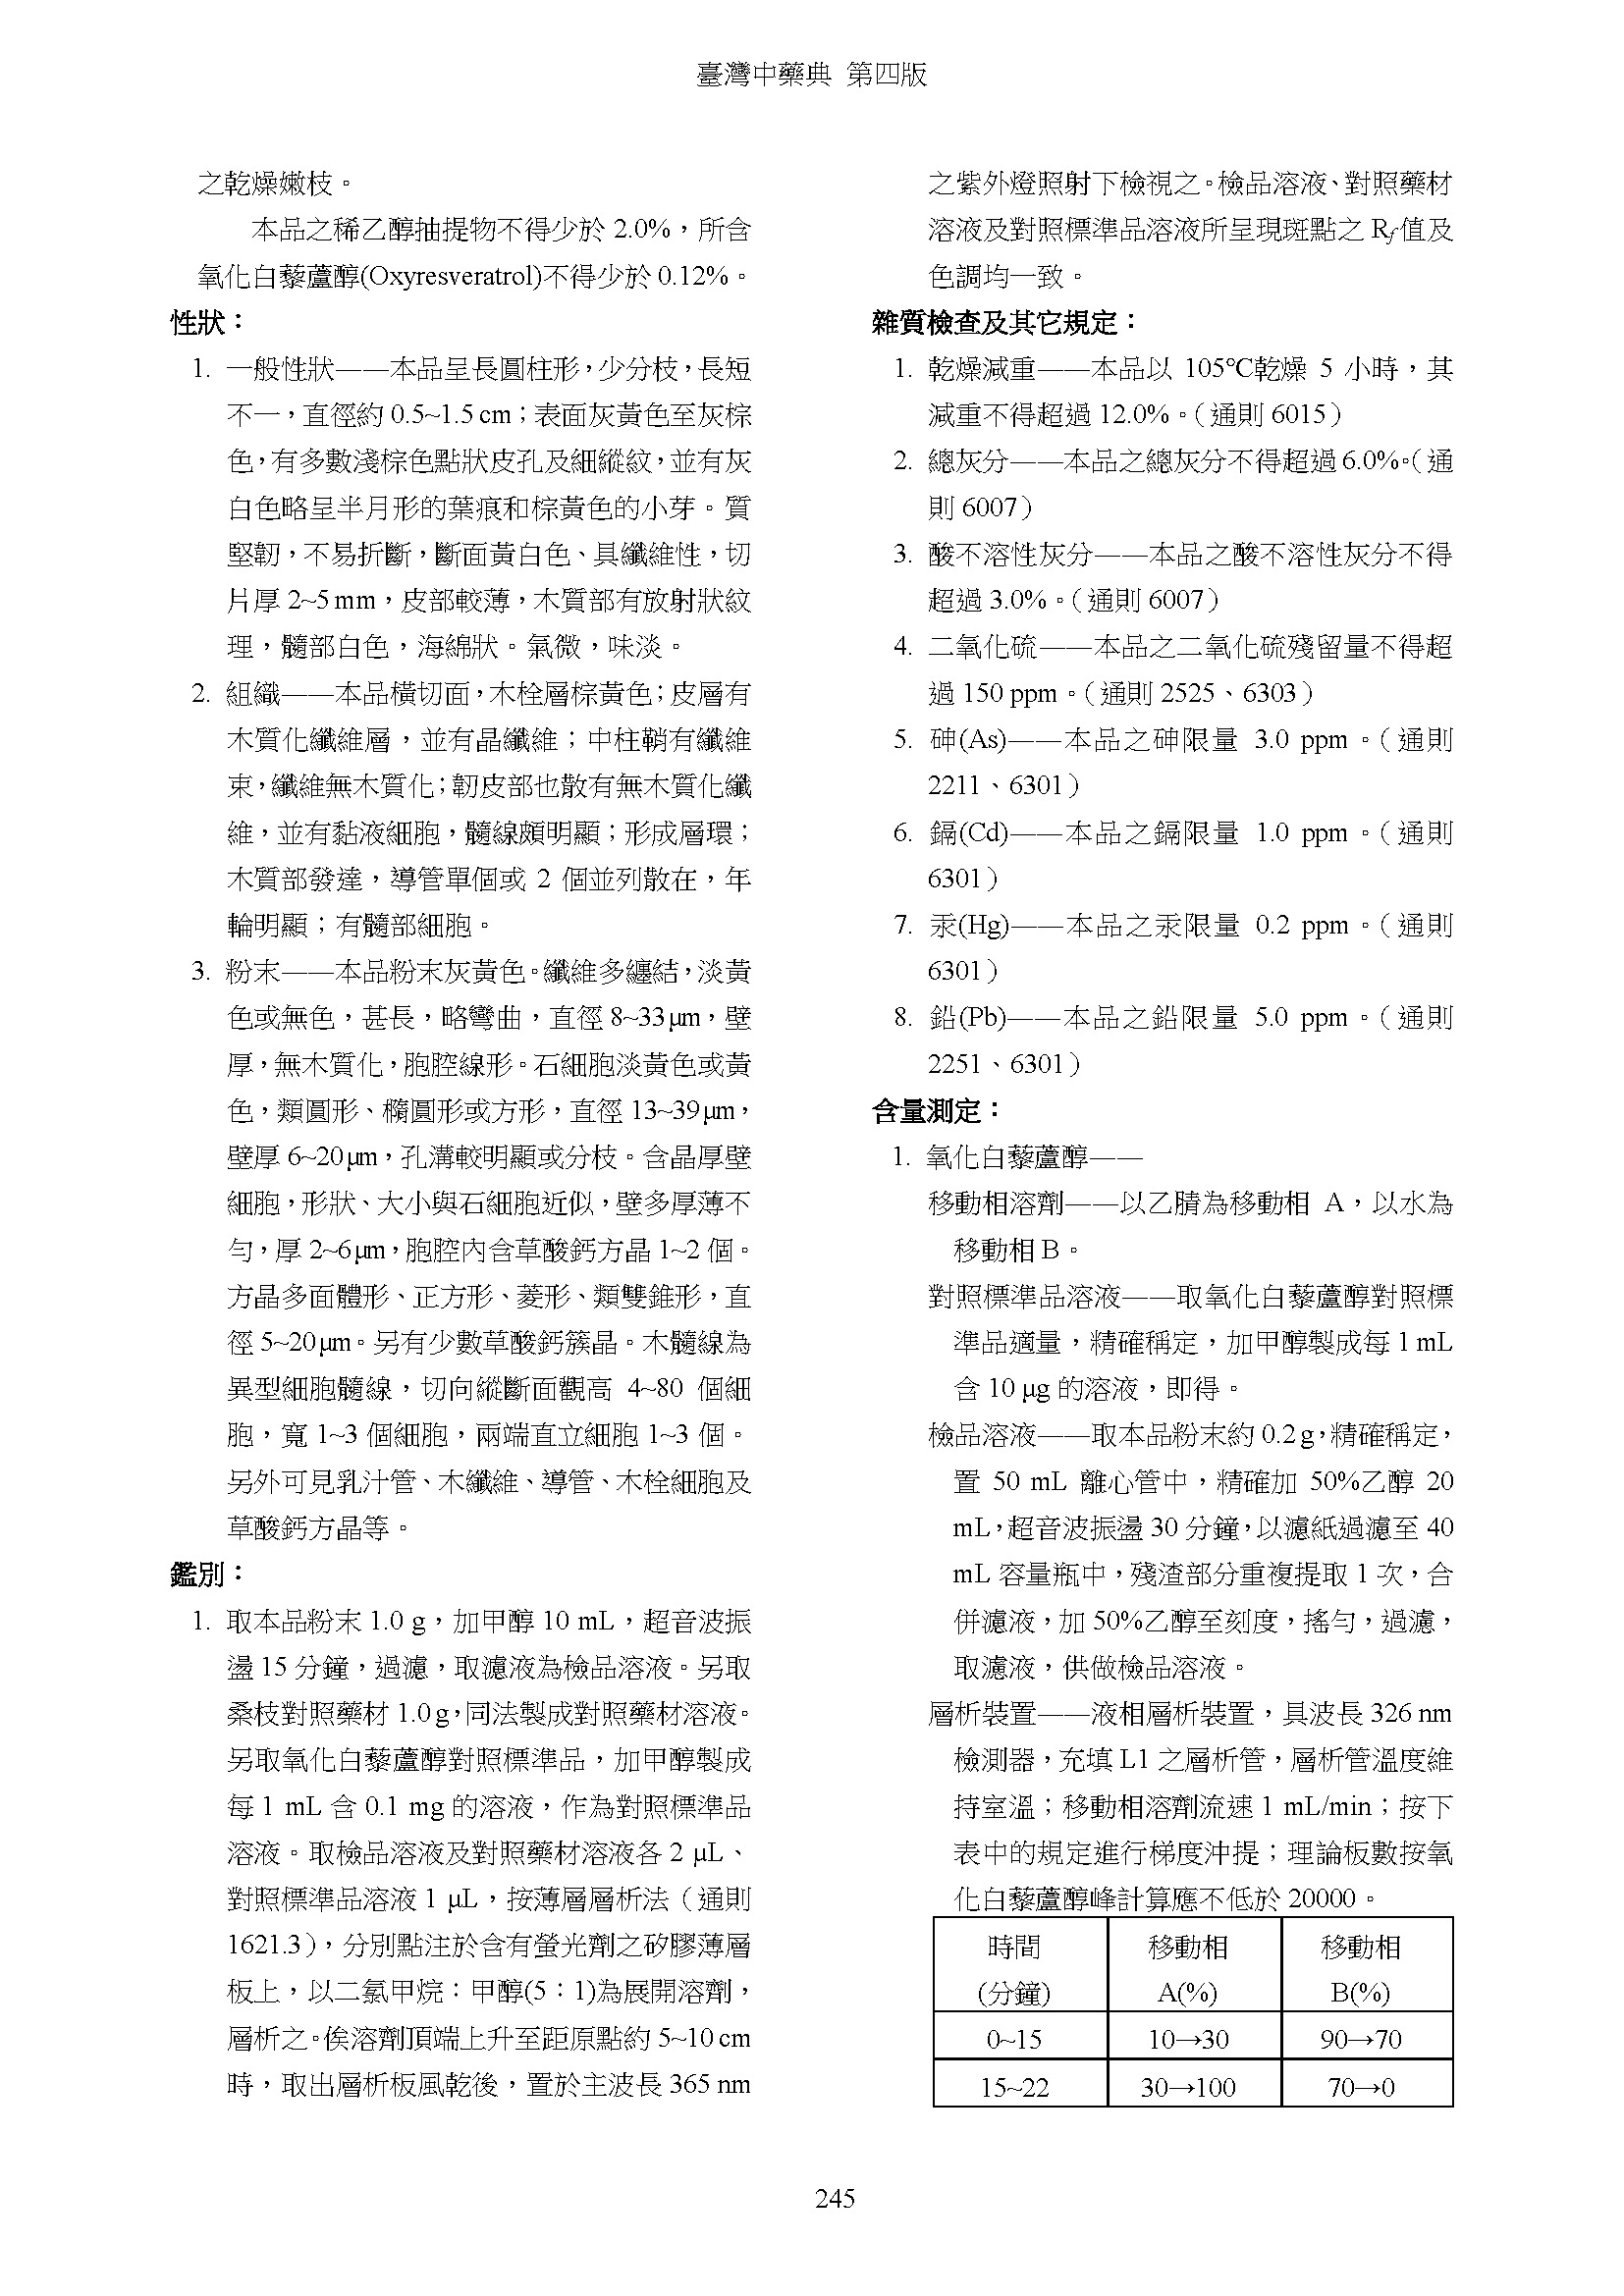 臺灣中藥典 第四版
之乾燥嫩枝。
本品之稀乙醇抽提物不得少於 2.0%，所含
氧化白藜蘆醇(Oxyresveratrol)不得少於 0.12%。
性狀：
1. 一般性狀——本品呈長圓柱形，少分枝，長短
不一，直徑約 0.5~1.5 cm；表面灰黃色至灰棕
色，有多數淺棕色點狀皮孔及細縱紋，並有灰
白色略呈半月形的葉痕和棕黃色的小芽。質
堅韌，不易折斷，斷面黃白色、具纖維性，切
片厚 2~5 mm，皮部較薄，木質部有放射狀紋
理，髓部白色，海綿狀。氣微，味淡。
2. 組織——本品橫切面，木栓層棕黃色；皮層有
木質化纖維層，並有晶纖維；中柱鞘有纖維
束，纖維無木質化；韌皮部也散有無木質化纖
維，並有黏液細胞，髓線頗明顯；形成層環；
木質部發達，導管單個或 2 個並列散在，年
輪明顯；有髓部細胞。
3. 粉末——本品粉末灰黃色。纖維多纏結，淡黃
色或無色，甚長，略彎曲，直徑 8~33 μm，壁
厚，無木質化，胞腔線形。石細胞淡黃色或黃
色，類圓形、橢圓形或方形，直徑 13~39 μm，
壁厚 6~20 μm，孔溝較明顯或分枝。含晶厚壁
細胞，形狀、大小與石細胞近似，壁多厚薄不
勻，厚 2~6 μm，胞腔內含草酸鈣方晶 1~2 個。
方晶多面體形、正方形、菱形、類雙錐形，直
徑 5~20 μm。另有少數草酸鈣簇晶。木髓線為
異型細胞髓線，切向縱斷面觀高 4~80 個細
胞，寬 1~3 個細胞，兩端直立細胞 1~3 個。
另外可見乳汁管、木纖維、導管、木栓細胞及
草酸鈣方晶等。
鑑別：
1. 取本品粉末 1.0 g，加甲醇 10 mL，超音波振
盪 15 分鐘，過濾，取濾液為檢品溶液。另取
桑枝對照藥材 1.0 g，同法製成對照藥材溶液。
另取氧化白藜蘆醇對照標準品，加甲醇製成
每 1 mL 含 0.1 mg 的溶液，作為對照標準品
溶液。取檢品溶液及對照藥材溶液各 2 μL、
對照標準品溶液 1 μL，按薄層層析法（通則
1621.3），分別點注於含有螢光劑之矽膠薄層
板上，以二氯甲烷：甲醇(5：1)為展開溶劑，
層析之。俟溶劑頂端上升至距原點約 5~10 cm
時，取出層析板風乾後，置於主波長 365 nm
之紫外燈照射下檢視之。檢品溶液、對照藥材
溶液及對照標準品溶液所呈現斑點之 Rf 值及
色調均一致。
雜質檢查及其它規定：
1. 乾燥減重——本品以 105℃乾燥 5 小時，其
減重不得超過 12.0%。（通則 6015）
2. 總灰分——本品之總灰分不得超過 6.0%。（通
則 6007）
3. 酸不溶性灰分——本品之酸不溶性灰分不得
超過 3.0%。（通則 6007）
4. 二氧化硫——本品之二氧化硫殘留量不得超
過 150 ppm。（通則 2525、6303）
5. 砷(As)——本品之砷限量 3.0 ppm。（通則
2211、6301）
6. 鎘(Cd)——本品之鎘限量 1.0 ppm。（通則
6301）
7. 汞(Hg)——本品之汞限量 0.2 ppm。（通則
6301）
8. 鉛(Pb)——本品之鉛限量 5.0 ppm。（通則
2251、6301）
含量測定：
1. 氧化白藜蘆醇——
移動相溶劑——以乙腈為移動相 A，以水為
移動相 B。
對照標準品溶液——取氧化白藜蘆醇對照標
準品適量，精確稱定，加甲醇製成每 1 mL
含 10 μg 的溶液，即得。
檢品溶液——取本品粉末約 0.2 g，精確稱定，
置 50 mL 離心管中，精確加 50%乙醇 20
mL，超音波振盪 30 分鐘，以濾紙過濾至 40
mL 容量瓶中，殘渣部分重複提取 1 次，合
併濾液，加 50%乙醇至刻度，搖勻，過濾，
取濾液，供做檢品溶液。
層析裝置——液相層析裝置，具波長 326 nm
檢測器，充填 L1 之層析管，層析管溫度維
持室溫；移動相溶劑流速 1 mL/min；按下
表中的規定進行梯度沖提；理論板數按氧
化白藜蘆醇峰計算應不低於 20000。
時間 移動相 移動相
(分鐘) A(%) B(%)
0~15 10→30 90→70
15~22 30→100 70→0
245